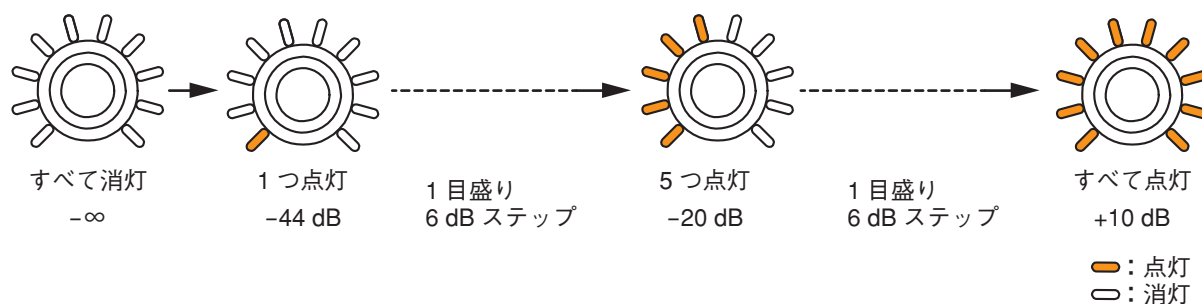 すべて消灯
−∞
1 つ点灯
−44 dB
1 目盛り
6 dB ステップ
5 つ点灯
−20 dB
1 目盛り
6 dB ステップ
すべて点灯
+10 dB
：点灯
：消灯